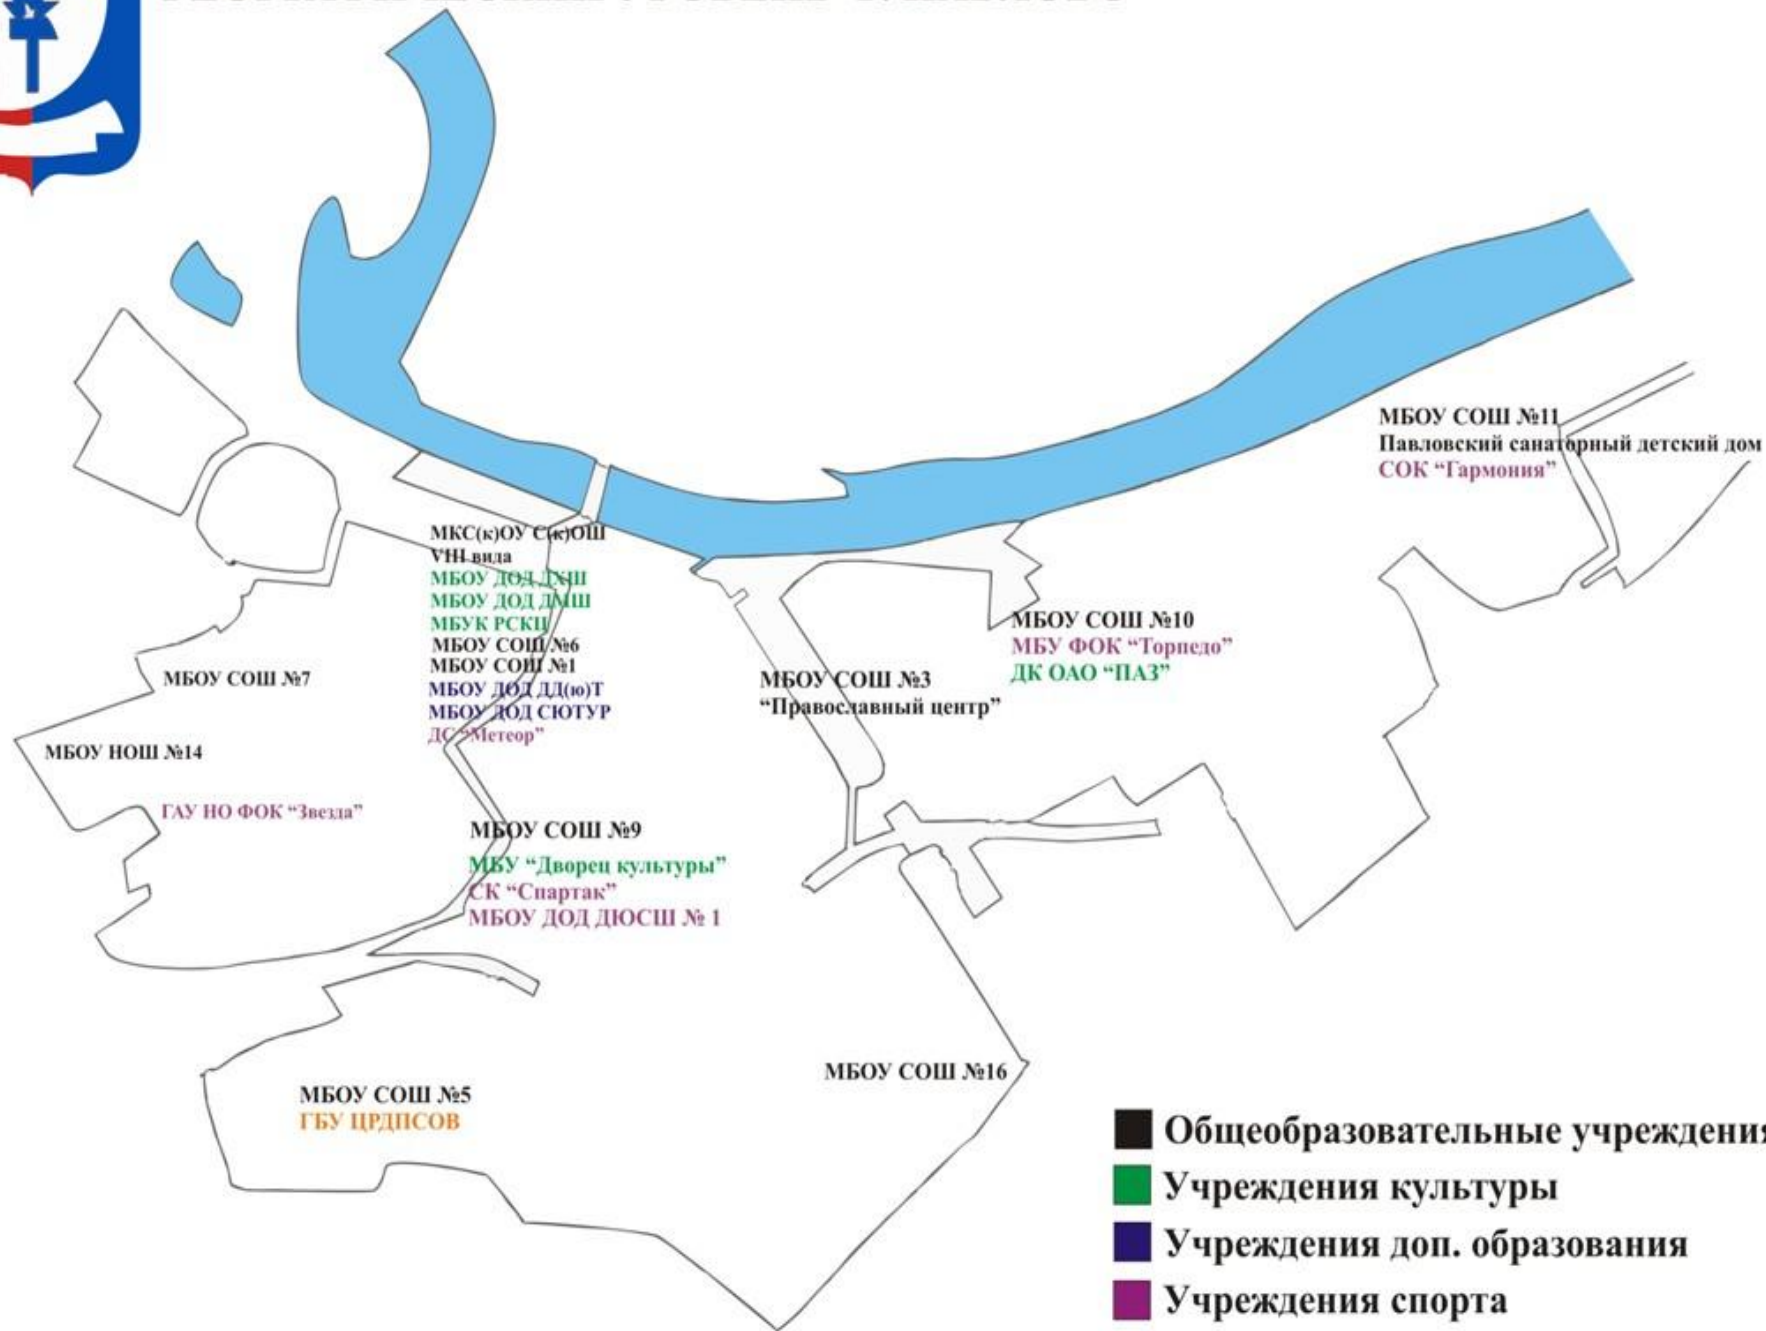 МБОУ СОШ №11
Павловский санаторный детский дом
СОК “Гармония”
МКС(к)ОУ С(к)ОШ
VIII вида
МБОУ ДОД ДХШ
МБОУ ДОД ДМШ
МБУК РСКЦ
МБОУ СОШ №6
МБОУ СОШ №1
МБОУ ДОД ДД(ю)Т
МБОУ ДОД СЮТУР
ДС “Метеор”
МБОУ СОШ №10
МБУ ФОК “Торпедо”
ДК ОАО “ПАЗ”
МБОУ СОШ №7
МБОУ СОШ №3
“Православный центр”
МБОУ НОШ №14
ГАУ НО ФОК “Звезда”
МБОУ СОШ №9
МБУ “Дворец культуры”
СК “Спартак”
МБОУ ДОД ДЮСШ № 1
МБОУ СОШ №16
МБОУ СОШ №5
ГБУ ЦРДПСОВ
Общеобразовательные учреждения
Учреждения культуры
Учреждения доп. образования
Учреждения спорта